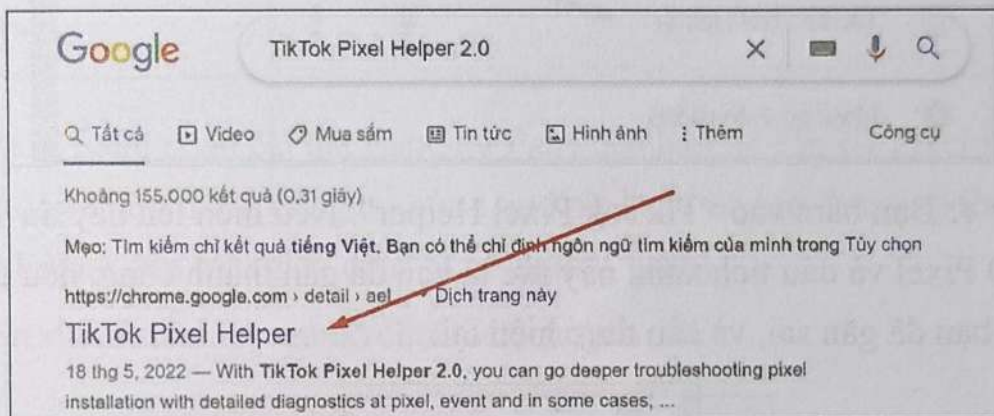 Google TikTok Pixel Helper 2.0
Tất cả Video Mua sắm Tin tức Hình ảnh Thêm Công cụ
Khoảng 155.000 kết quả (0,31 giây)
Mẹo: Tìm kiếm chỉ kết quả tiếng Việt. Bạn có thể chỉ định ngôn ngữ tìm kiếm của mình trong Tùy chọn
https://chrome.google.com › detail › ael Dịch trang này
TikTok Pixel Helper
18 thg 5, 2022 — With TikTok Pixel Helper 2.0, you can go deeper troubleshooting pixel
installation with detailed diagnostics at pixel, event and in some cases, ...